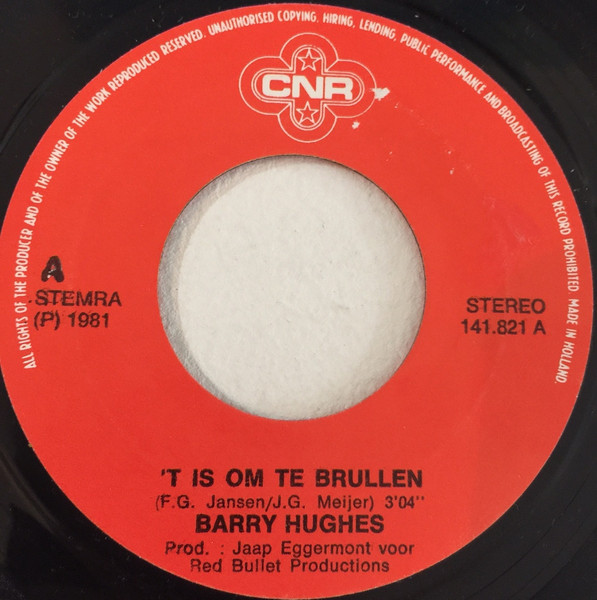 ALL RIGHTS OF THE PRODUCER AND OF THE OWNER OF THE WORK REPRODUCED RESERVED. UNAUTHORISED COPYING, HIRING, LENDING, PUBLIC PERFORMANCE AND BROADCASTING OF THIS RECORD PROHIBITED MADE IN HOLLAND.
CNR
A
STEMRA
(P) 1981
STEREO
141.821 A
'T IS OM TE BRULLEN
(F.G. Jansen/J.G. Meijer) 3'04"
BARRY HUGHES
Prod. : Jaap Eggermont voor
Red Bullet Productions